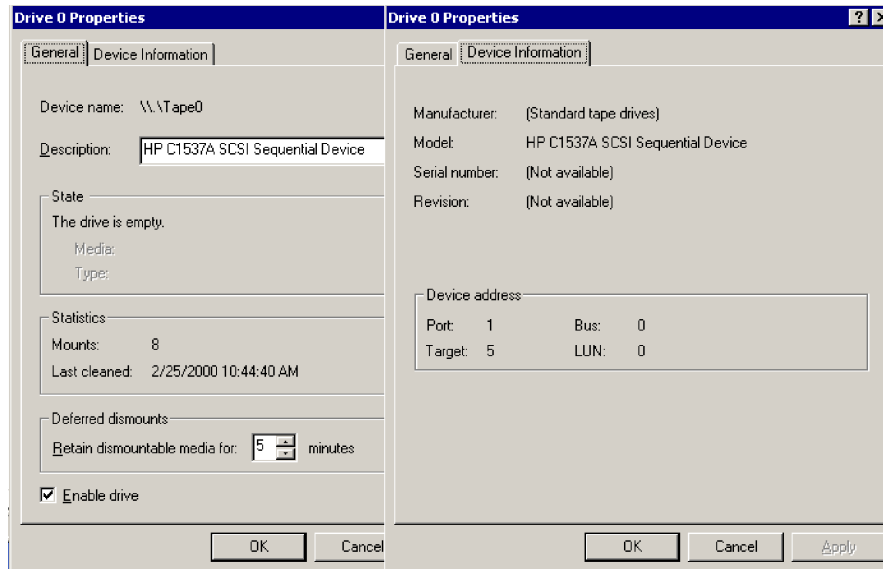 Drive 0 Properties
General
Device Information
Device name: \\.\Tape0
Description: HP C1537A SCSI Sequential Device
State
The drive is empty.
Media:
Type:
Statistics
Mounts: 8
Last cleaned: 2/25/2000 10:44:40 AM
Deferred dismounts
Retain dismountable media for: 5 minutes
Enable drive
OK
Cancel
Drive 0 Properties
General
Device Information
Manufacturer: (Standard tape drives)
Model: HP C1537A SCSI Sequential Device
Serial number: (Not available)
Revision: (Not available)
Device address
Port: 1 Bus: 0
Target: 5 LUN: 0
OK
Cancel
Apply